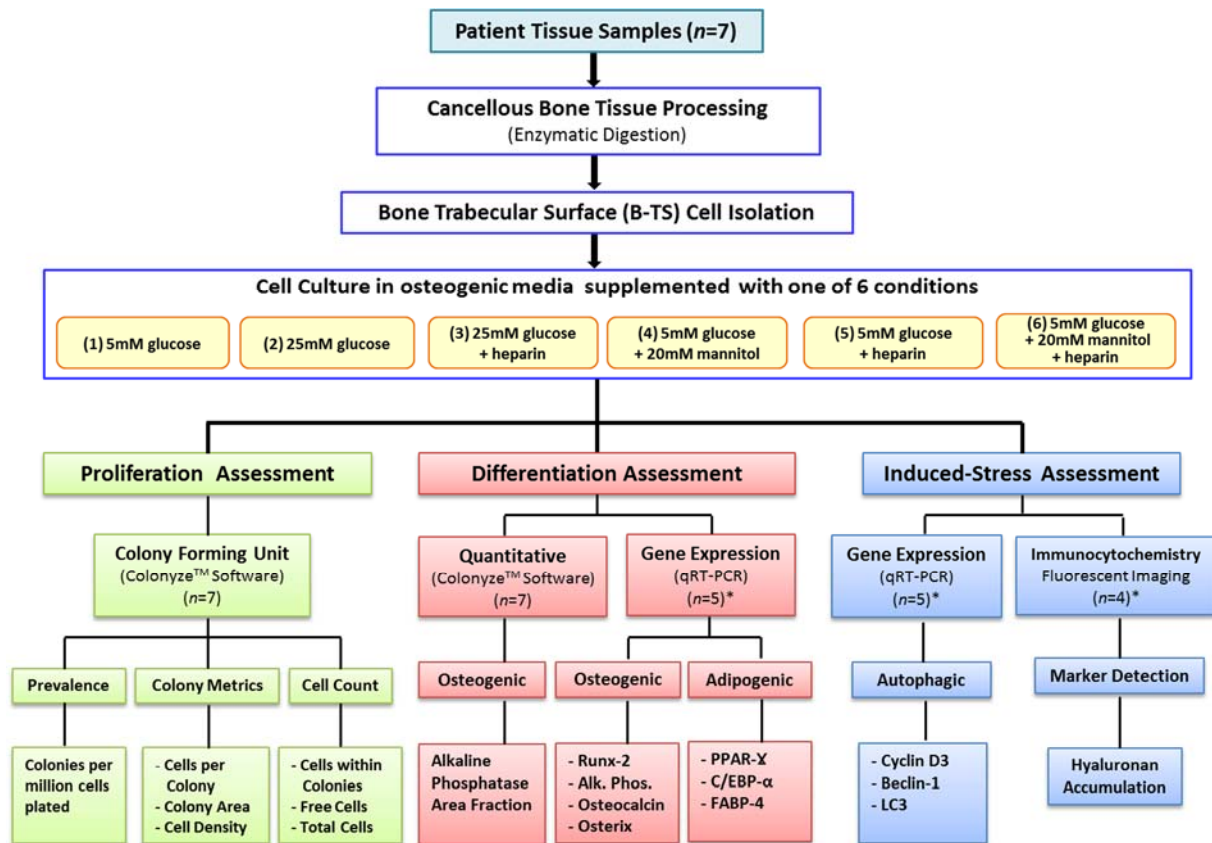 Patient Tissue Samples (n=7)
Cancellous Bone Tissue Processing
(Enzymatic Digestion)
Bone Trabecular Surface (B-TS) Cell Isolation
Cell Culture in osteogenic media supplemented with one of 6 conditions
(1) 5mM glucose
(2) 25mM glucose
(3) 25mM glucose
+ heparin
(4) 5mM glucose
+ 20mM mannitol
(5) 5mM glucose
+ heparin
(6) 5mM glucose
+ 20mM mannitol
+ heparin
Proliferation Assessment
Colony Forming Unit
(Colonyze™ Software)
(n=7)
Prevalence
Colonies per
million cells
plated
Colony Metrics
- Cells per
Colony
- Colony Area
- Cell Density
Cell Count
- Cells within
Colonies
- Free Cells
- Total Cells
Differentiation Assessment
Quantitative
(Colonyze™ Software)
(n=7)
Osteogenic
Alkaline
Phosphatase
Area Fraction
Gene Expression
(qRT-PCR)
(n=5)*
Osteogenic
- Runx-2
- Alk. Phos.
- Osteocalcin
- Osterix
Adipogenic
- PPAR-Ɣ
- C/EBP-α
- FABP-4
Induced-Stress Assessment
Gene Expression
(qRT-PCR)
(n=5)*
Autophagic
- Cyclin D3
- Beclin-1
- LC3
Immunocytochemistry
Fluorescent Imaging
(n=4)*
Marker Detection
Hyaluronan
Accumulation